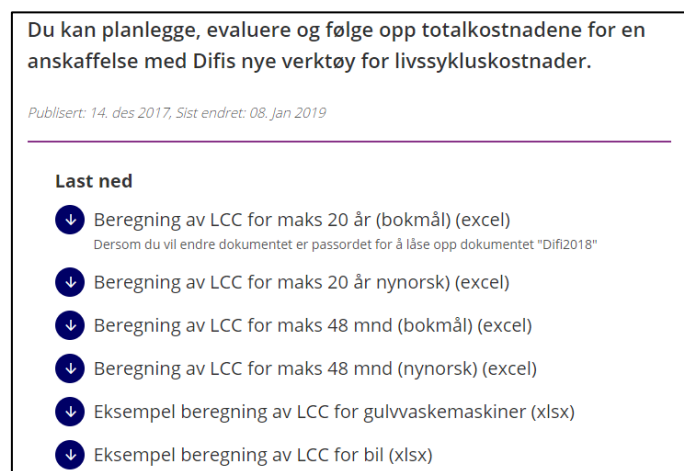 Du kan planlegge, evaluere og følge opp totalkostnadene for en
anskaffelse med Difis nye verktøy for livssykluskostnader.
Publisert: 14. des 2017, Sist endret: 08. Jan 2019
Last ned
Beregning av LCC for maks 20 år (bokmål) (excel)
Dersom du vil endre dokumentet er passordet for å låse opp dokumentet "Difi2018"
Beregning av LCC for maks 20 år nynorsk) (excel)
Beregning av LCC for maks 48 mnd (bokmål) (excel)
Beregning av LCC for maks 48 mnd (nynorsk) (excel)
Eksempel beregning av LCC for gulvvaskemaskiner (xlsx)
Eksempel beregning av LCC for bil (xlsx)